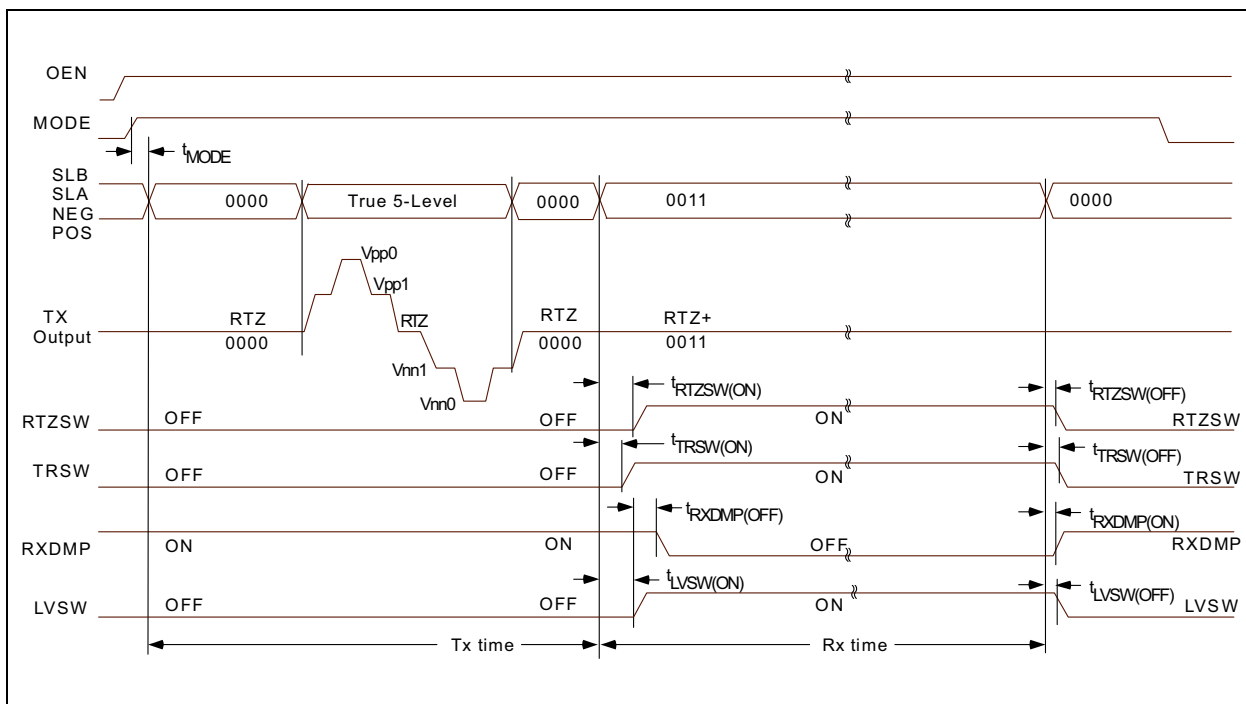 OEN
MODE
tMODE
SLB
SLA
NEG
POS
0000
True 5-Level
0000
0011
0000
Vpp0
Vpp1
TX
Output
RTZ
0000
RTZ
RTZ
0000
RTZ+
0011
Vnn1
Vnn0
tRTZSW(ON)
tRTZSW(OFF)
RTZSW
OFF
OFF
ON
RTZSW
tTRSW(ON)
tTRSW(OFF)
TRSW
OFF
OFF
ON
TRSW
tRXDMP(OFF)
tRXDMP(ON)
RXDMP
ON
ON
OFF
RXDMP
tLVSW(ON)
tLVSW(OFF)
LVSW
OFF
OFF
ON
LVSW
Tx time
Rx time